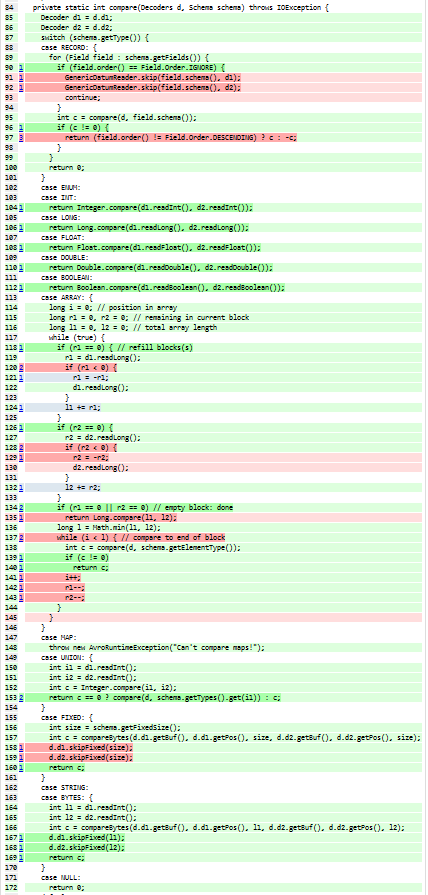 84 private static int compare(Decoders d, Schema schema) throws IOException {
85 Decoder d1 = d.d1;
86 Decoder d2 = d.d2;
87 switch (schema.getType()) {
88 case RECORD: {
89 for (Field field : schema.getFields()) {
90 1 if (field.order() == Field.Order.IGNORE) {
91 1 GenericDatumReader.skip(field.schema(), d1);
92 1 GenericDatumReader.skip(field.schema(), d2);
93 continue;
94 }
95 int c = compare(d, field.schema());
96 1 if (c != 0) {
97 3 return (field.order() != Field.Order.DESCENDING) ? c : -c;
98 }
99 }
100 return 0;
101 }
102 case ENUM:
103 case INT:
104 1 return Integer.compare(d1.readInt(), d2.readInt());
105 case LONG:
106 1 return Long.compare(d1.readLong(), d2.readLong());
107 case FLOAT:
108 1 return Float.compare(d1.readFloat(), d2.readFloat());
109 case DOUBLE:
110 1 return Double.compare(d1.readDouble(), d2.readDouble());
111 case BOOLEAN:
112 1 return Boolean.compare(d1.readBoolean(), d2.readBoolean());
113 case ARRAY: {
114 long i = 0; // position in array
115 long r1 = 0, r2 = 0; // remaining in current block
116 long l1 = 0, l2 = 0; // total array length
117 while (true) {
118 1 if (r1 == 0) { // refill blocks(s)
119 r1 = d1.readLong();
120 2 if (r1 < 0) {
121 1 r1 = -r1;
122 d1.readLong();
123 }
124 1 l1 += r1;
125 }
126 1 if (r2 == 0) {
127 r2 = d2.readLong();
128 2 if (r2 < 0) {
129 1 r2 = -r2;
130 d2.readLong();
131 }
132 1 l2 += r2;
133 }
134 2 if (r1 == 0 || r2 == 0) // empty block: done
135 1 return Long.compare(l1, l2);
136 long l = Math.min(l1, l2);
137 2 while (i < l) { // compare to end of block
138 int c = compare(d, schema.getElementType());
139 1 if (c != 0)
140 1 return c;
141 1 i++;
142 1 r1--;
143 1 r2--;
144 }
145 }
146 }
147 case MAP:
148 throw new AvroRuntimeException("Can't compare maps!");
149 case UNION: {
150 int i1 = d1.readInt();
151 int i2 = d2.readInt();
152 int c = Integer.compare(i1, i2);
153 2 return c == 0 ? compare(d, schema.getTypes().get(i1)) : c;
154 }
155 case FIXED: {
156 int size = schema.getFixedSize();
157 int c = compareBytes(d.d1.getBuf(), d.d1.getPos(), size, d.d2.getBuf(), d.d2.getPos(), size);
158 1 d.d1.skipFixed(size);
159 1 d.d2.skipFixed(size);
160 1 return c;
161 }
162 case STRING:
163 case BYTES: {
164 int l1 = d1.readInt();
165 int l2 = d2.readInt();
166 int c = compareBytes(d.d1.getBuf(), d.d1.getPos(), l1, d.d2.getBuf(), d.d2.getPos(), l2);
167 1 d.d1.skipFixed(l1);
168 1 d.d2.skipFixed(l2);
169 1 return c;
170 }
171 case NULL:
172 return 0;